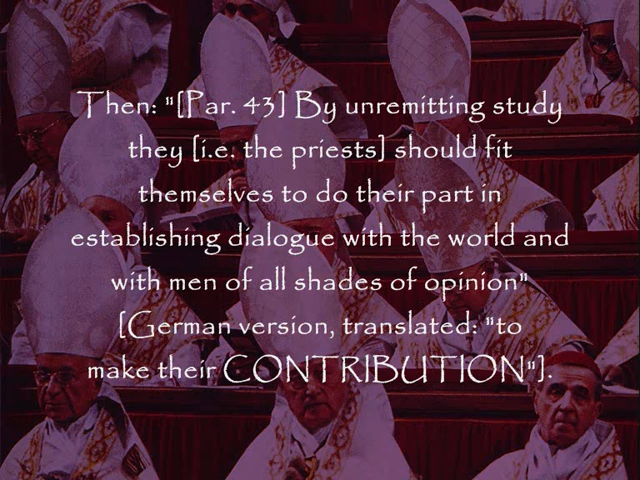 Then: "[Par. 43] By unremitting study
they [i.e. the priests] should fit
themselves to do their part in
establishing dialogue with the world and
with men of all shades of opinion"
[German version, translated: "to
make their CONTRIBUTION"].